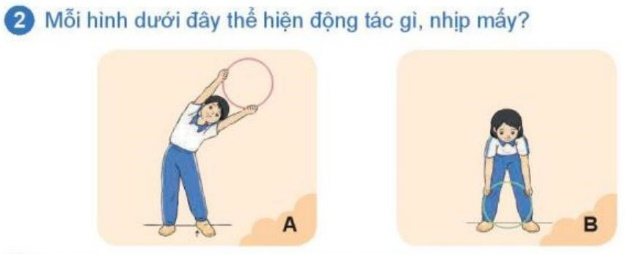 2 Mỗi hình dưới đây thể hiện động tác gì, nhịp mấy?
A
B